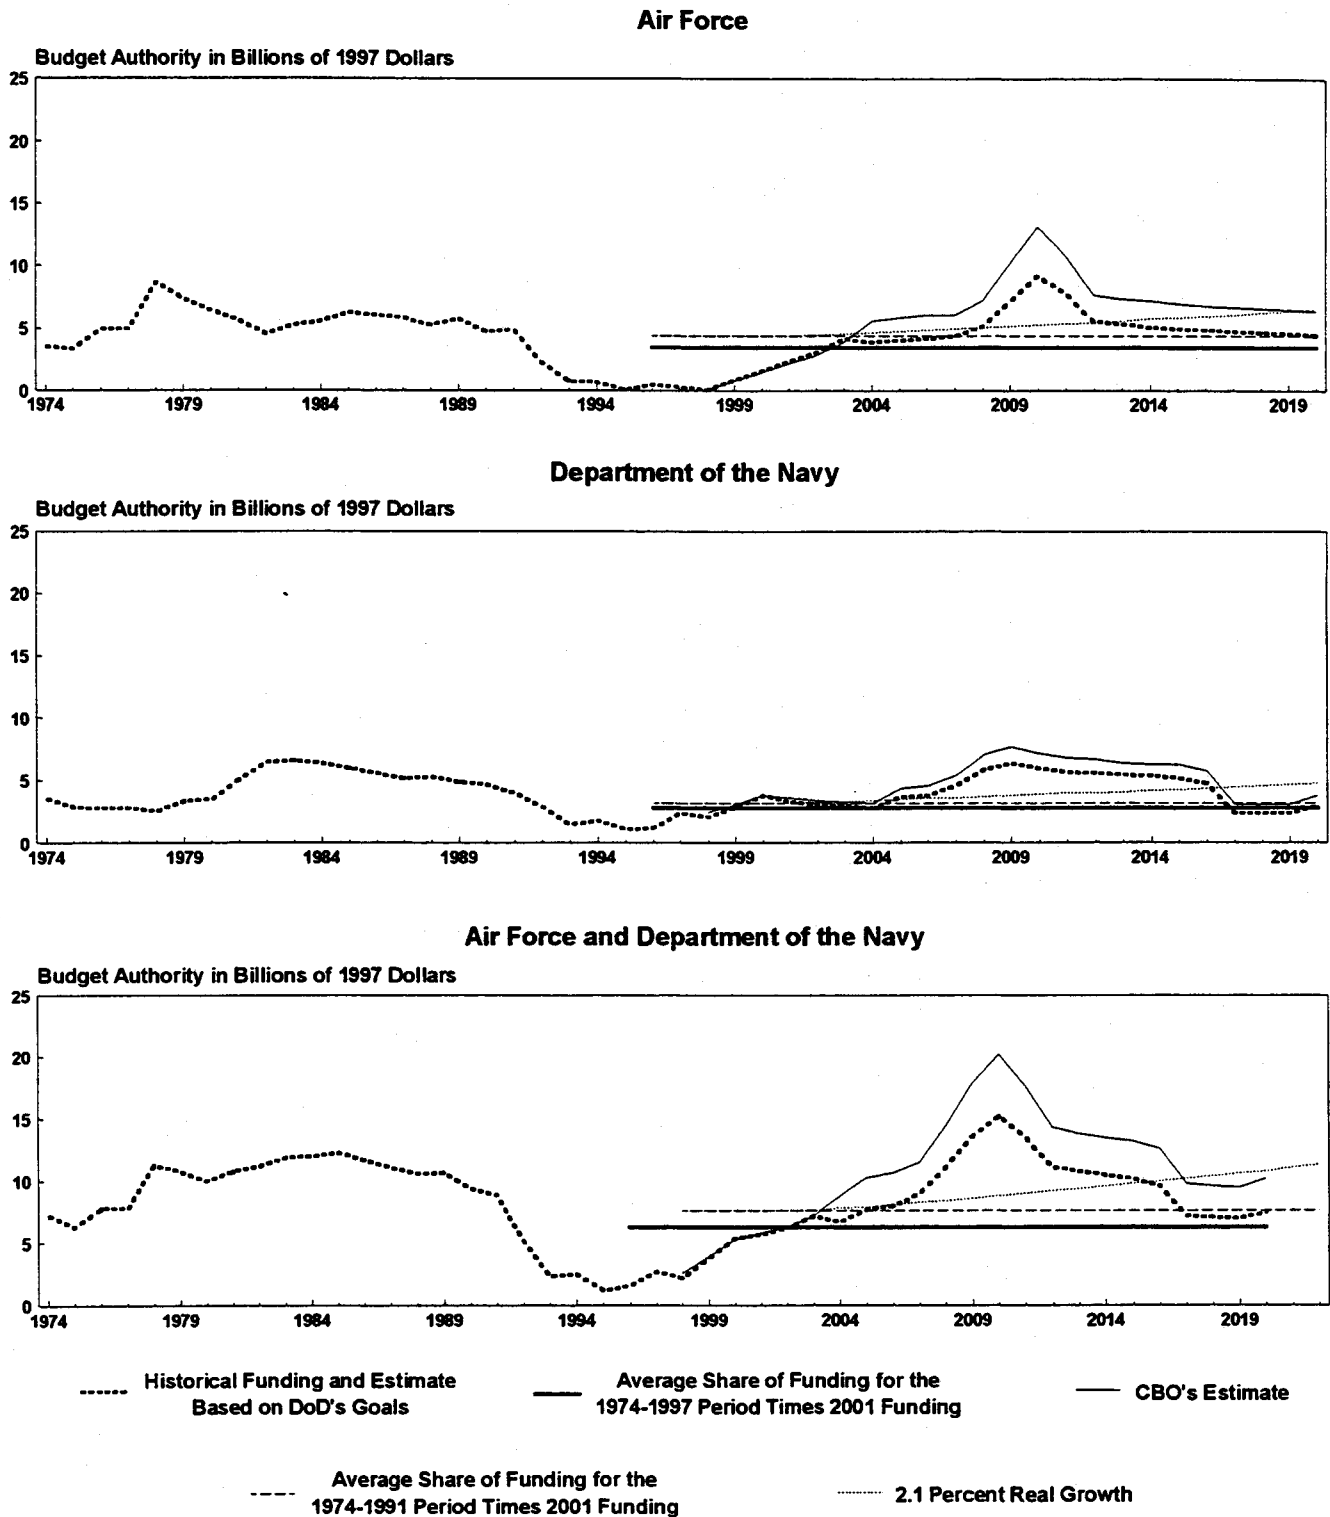 Air Force
Budget Authority in Billions of 1997 Dollars
25
20
15
10
5
0
1974 1979 1984 1989 1994 1999 2004 2009 2014 2019
Department of the Navy
Budget Authority in Billions of 1997 Dollars
25
20
15
10
5
0
1974 1979 1984 1989 1994 1999 2004 2009 2014 2019
Air Force and Department of the Navy
Budget Authority in Billions of 1997 Dollars
25
20
15
10
5
0
1974 1979 1984 1989 1994 1999 2004 2009 2014 2019
Historical Funding and Estimate
Based on DoD's Goals
Average Share of Funding for the
1974-1997 Period Times 2001 Funding
CBO's Estimate
Average Share of Funding for the
1974-1991 Period Times 2001 Funding
2.1 Percent Real Growth